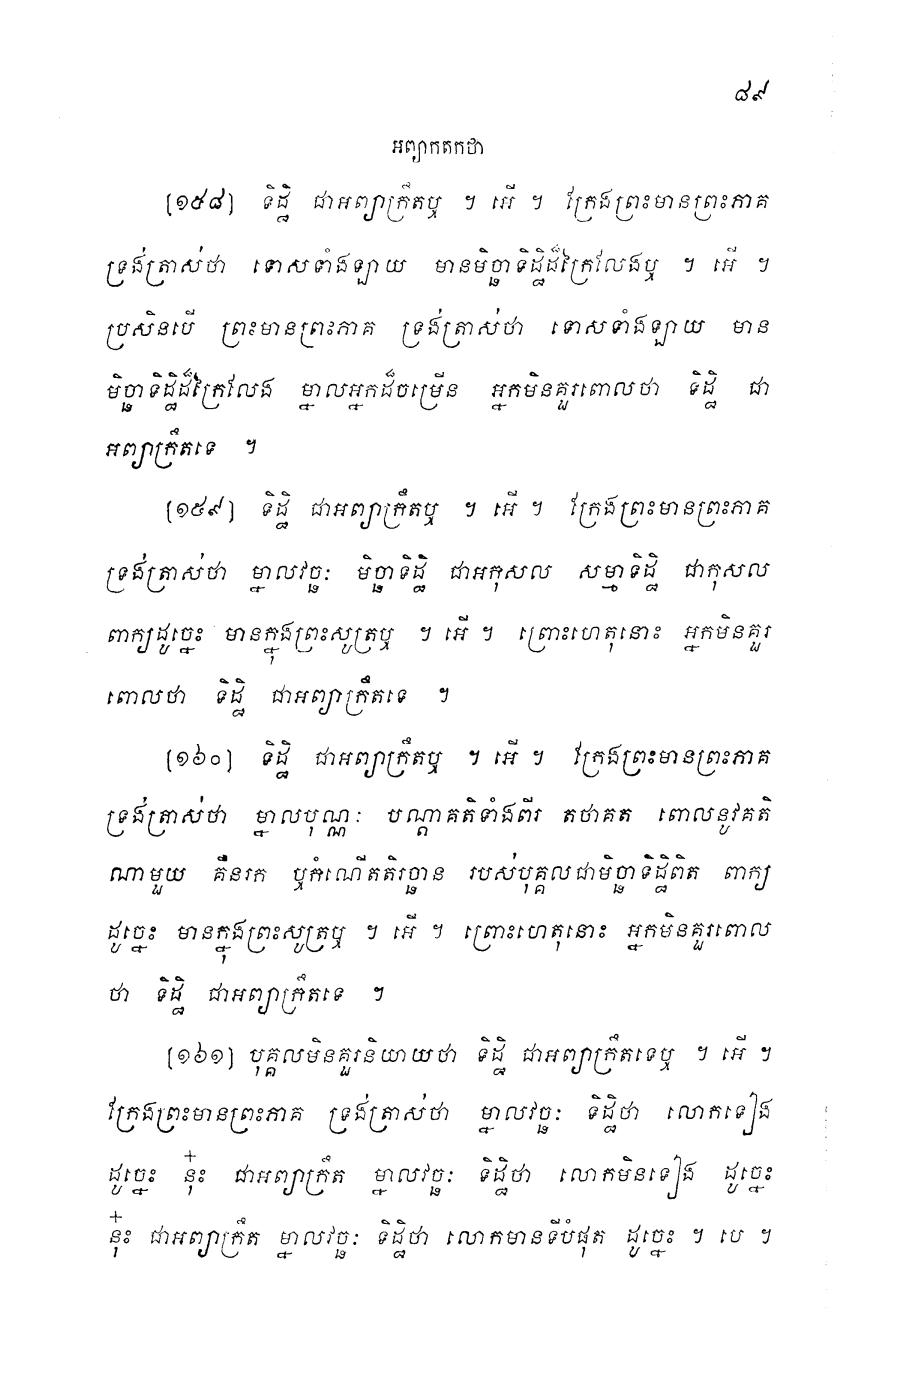 ៨៩
អព្យាកតកថា
[១៥៨] ទិដ្ឋិ ជាអព្យាក្រឹតឬ ។ អើ ។ ក្រែងព្រះមានព្រះភាគ
ទ្រង់ត្រាស់ថា ទោសទាំងឡាយ មានមិច្ឆាទិដ្ឋិដ៏ក្រៃលែងឬ ។ អើ ។
ប្រសិនបើ ព្រះមានព្រះភាគ ទ្រង់ត្រាស់ថា ទោសទាំងឡាយ មាន
មិច្ឆាទិដ្ឋិដ៏ក្រៃលែង ម្នាលអ្នកដ៏ចម្រើន អ្នកមិនគួរពោលថា ទិដ្ឋិ ជា
អព្យាក្រឹតទេ ។
[១៥៩] ទិដ្ឋិ ជាអព្យាក្រឹតឬ ។ អើ ។ ក្រែងព្រះមានព្រះភាគ
ទ្រង់ត្រាស់ថា ម្នាលវច្ឆៈ មិច្ឆាទិដ្ឋិ ជាអកុសល សម្មាទិដ្ឋិ ជាកុសល
ពាក្យដូច្នេះ មានក្នុងព្រះសូត្រឬ ។ អើ ។ ព្រោះហេតុនោះ អ្នកមិនគួរ
ពោលថា ទិដ្ឋិ ជាអព្យាក្រឹតទេ ។
[១៦០] ទិដ្ឋិ ជាអព្យាក្រឹតឬ ។ អើ ។ ក្រែងព្រះមានព្រះភាគ
ទ្រង់ត្រាស់ថា ម្នាលបុណ្ណៈ បណ្ដាគតិទាំងពីរ តថាគត ពោលនូវគតិ
ណាមួយ គឺនរក ឬកំណើតតិរច្ឆាន របស់បុគ្គលជាមិច្ឆាទិដ្ឋិពិត ពាក្យ
ដូច្នេះ មានក្នុងព្រះសូត្រឬ ។ អើ ។ ព្រោះហេតុនោះ អ្នកមិនគួរពោល
ថា ទិដ្ឋិ ជាអព្យាក្រឹតទេ ។
[១៦១] បុគ្គលមិនគួរនិយាយថា ទិដ្ឋិ ជាអព្យាក្រឹតទេឬ ។ អើ ។
ក្រែងព្រះមានព្រះភាគ ទ្រង់ត្រាស់ថា ម្នាលវច្ឆៈ ទិដ្ឋិថា លោកទៀង
ដូច្នេះ ន៎ុះ ជាអព្យាក្រឹត ម្នាលវច្ឆៈ ទិដ្ឋិថា លោកមិនទៀង ដូច្នេះ
ន៎ុះ ជាអព្យាក្រឹត ម្នាលវច្ឆៈ ទិដ្ឋិថា លោកមានទីបំផុត ដូច្នេះ ។ បេ ។